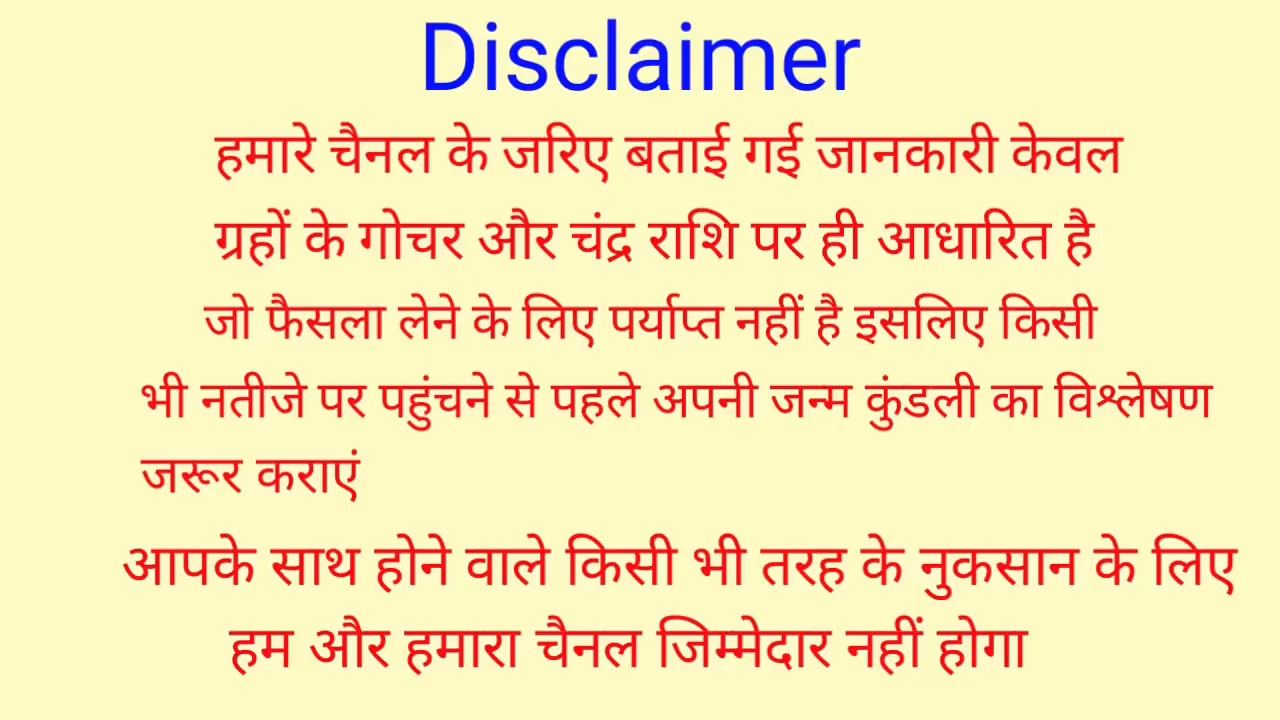 Disclaimer
हमारे चैनल के जरिए बताई गई जानकारी केवल
ग्रहों के गोचर और चंद्र राशि पर ही आधारित है
जो फैसला लेने के लिए पर्याप्त नहीं है इसलिए किसी
भी नतीजे पर पहुंचने से पहले अपनी जन्म कुंडली का विश्लेषण
जरूर कराएं
आपके साथ होने वाले किसी भी तरह के नुकसान के लिए
हम और हमारा चैनल जिम्मेदार नहीं होगा